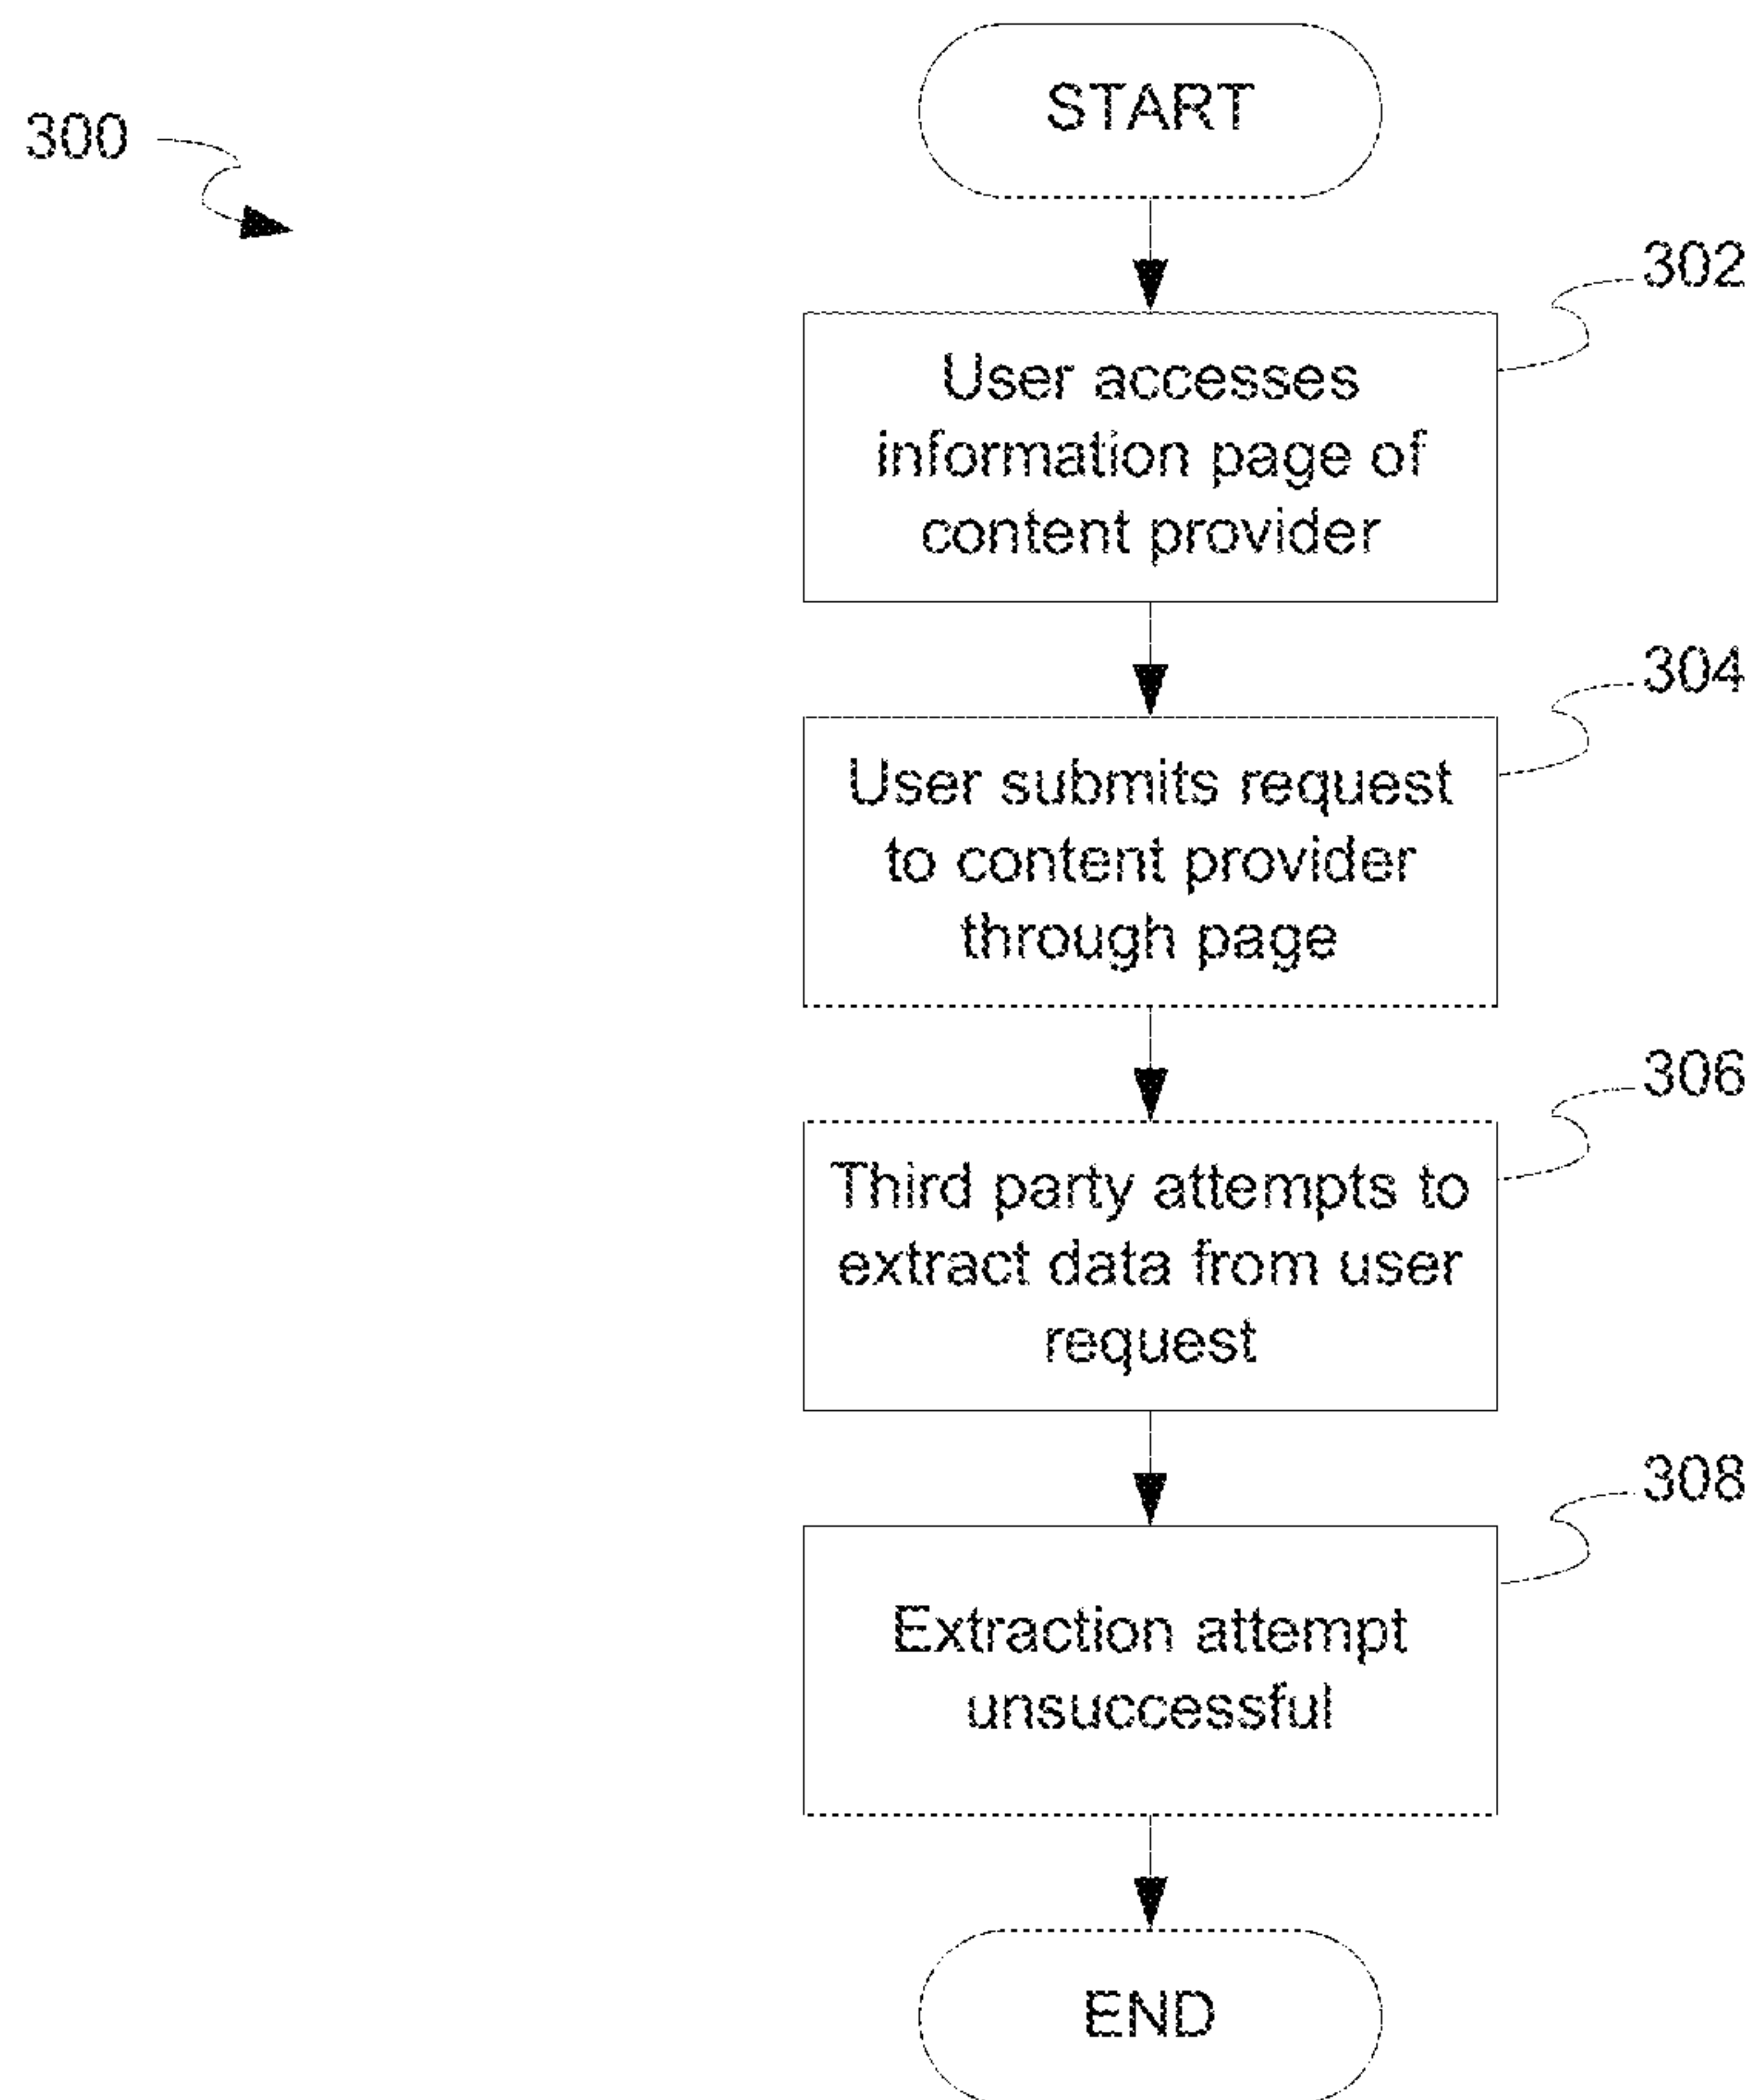 START
300
302
User accesses
information page of
content provider
304
User submits request
to content provider
through page
306
Third party attempts to
extract data from user
request
308
Extraction attempt
unsuccessful
END